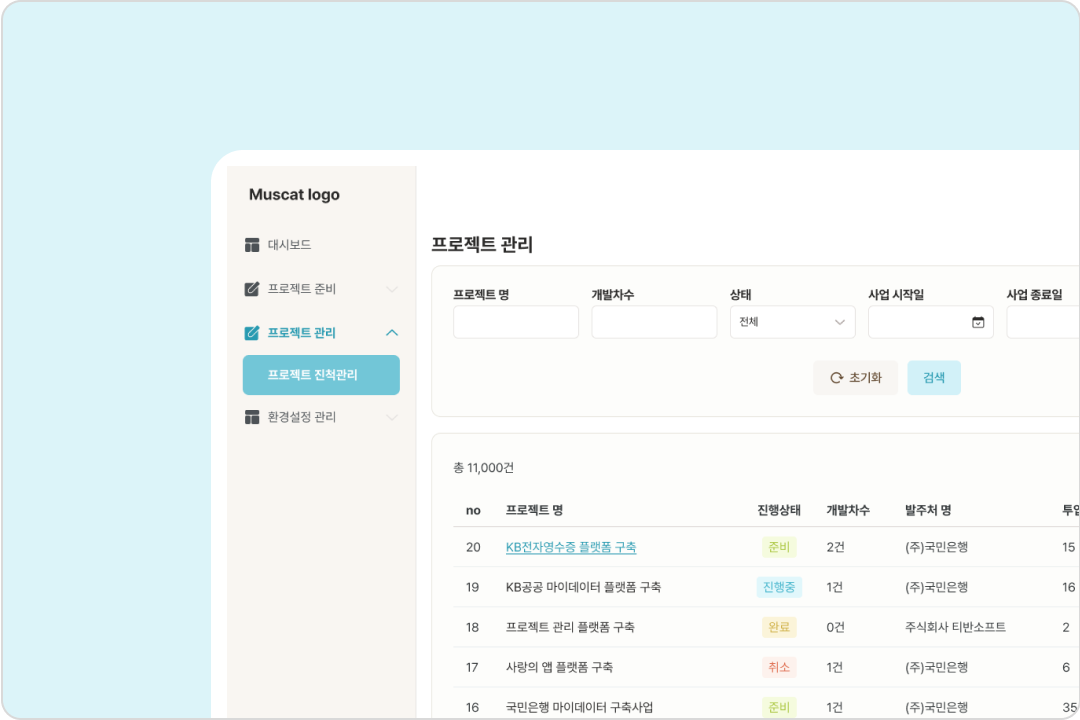 Muscat logo
대시보드
프로젝트 준비
프로젝트 관리
프로젝트 진척관리
환경설정 관리
프로젝트 관리
프로젝트 명 개발차수 상태 사업 시작일 사업 종료일
전체
초기화 검색
총 11,000건
no 프로젝트 명 진행상태 개발차수 발주처 명 투입
20 KB전자영수증 플랫폼 구축 준비 2건 (주)국민은행 15
19 KB공공 마이데이터 플랫폼 구축 진행중 1건 (주)국민은행 16
18 프로젝트 관리 플랫폼 구축 완료 0건 주식회사 티반소프트 2
17 사랑의 앱 플랫폼 구축 취소 1건 (주)국민은행 6
16 국민은행 마이데이터 구축사업 준비 1건 (주)국민은행 35